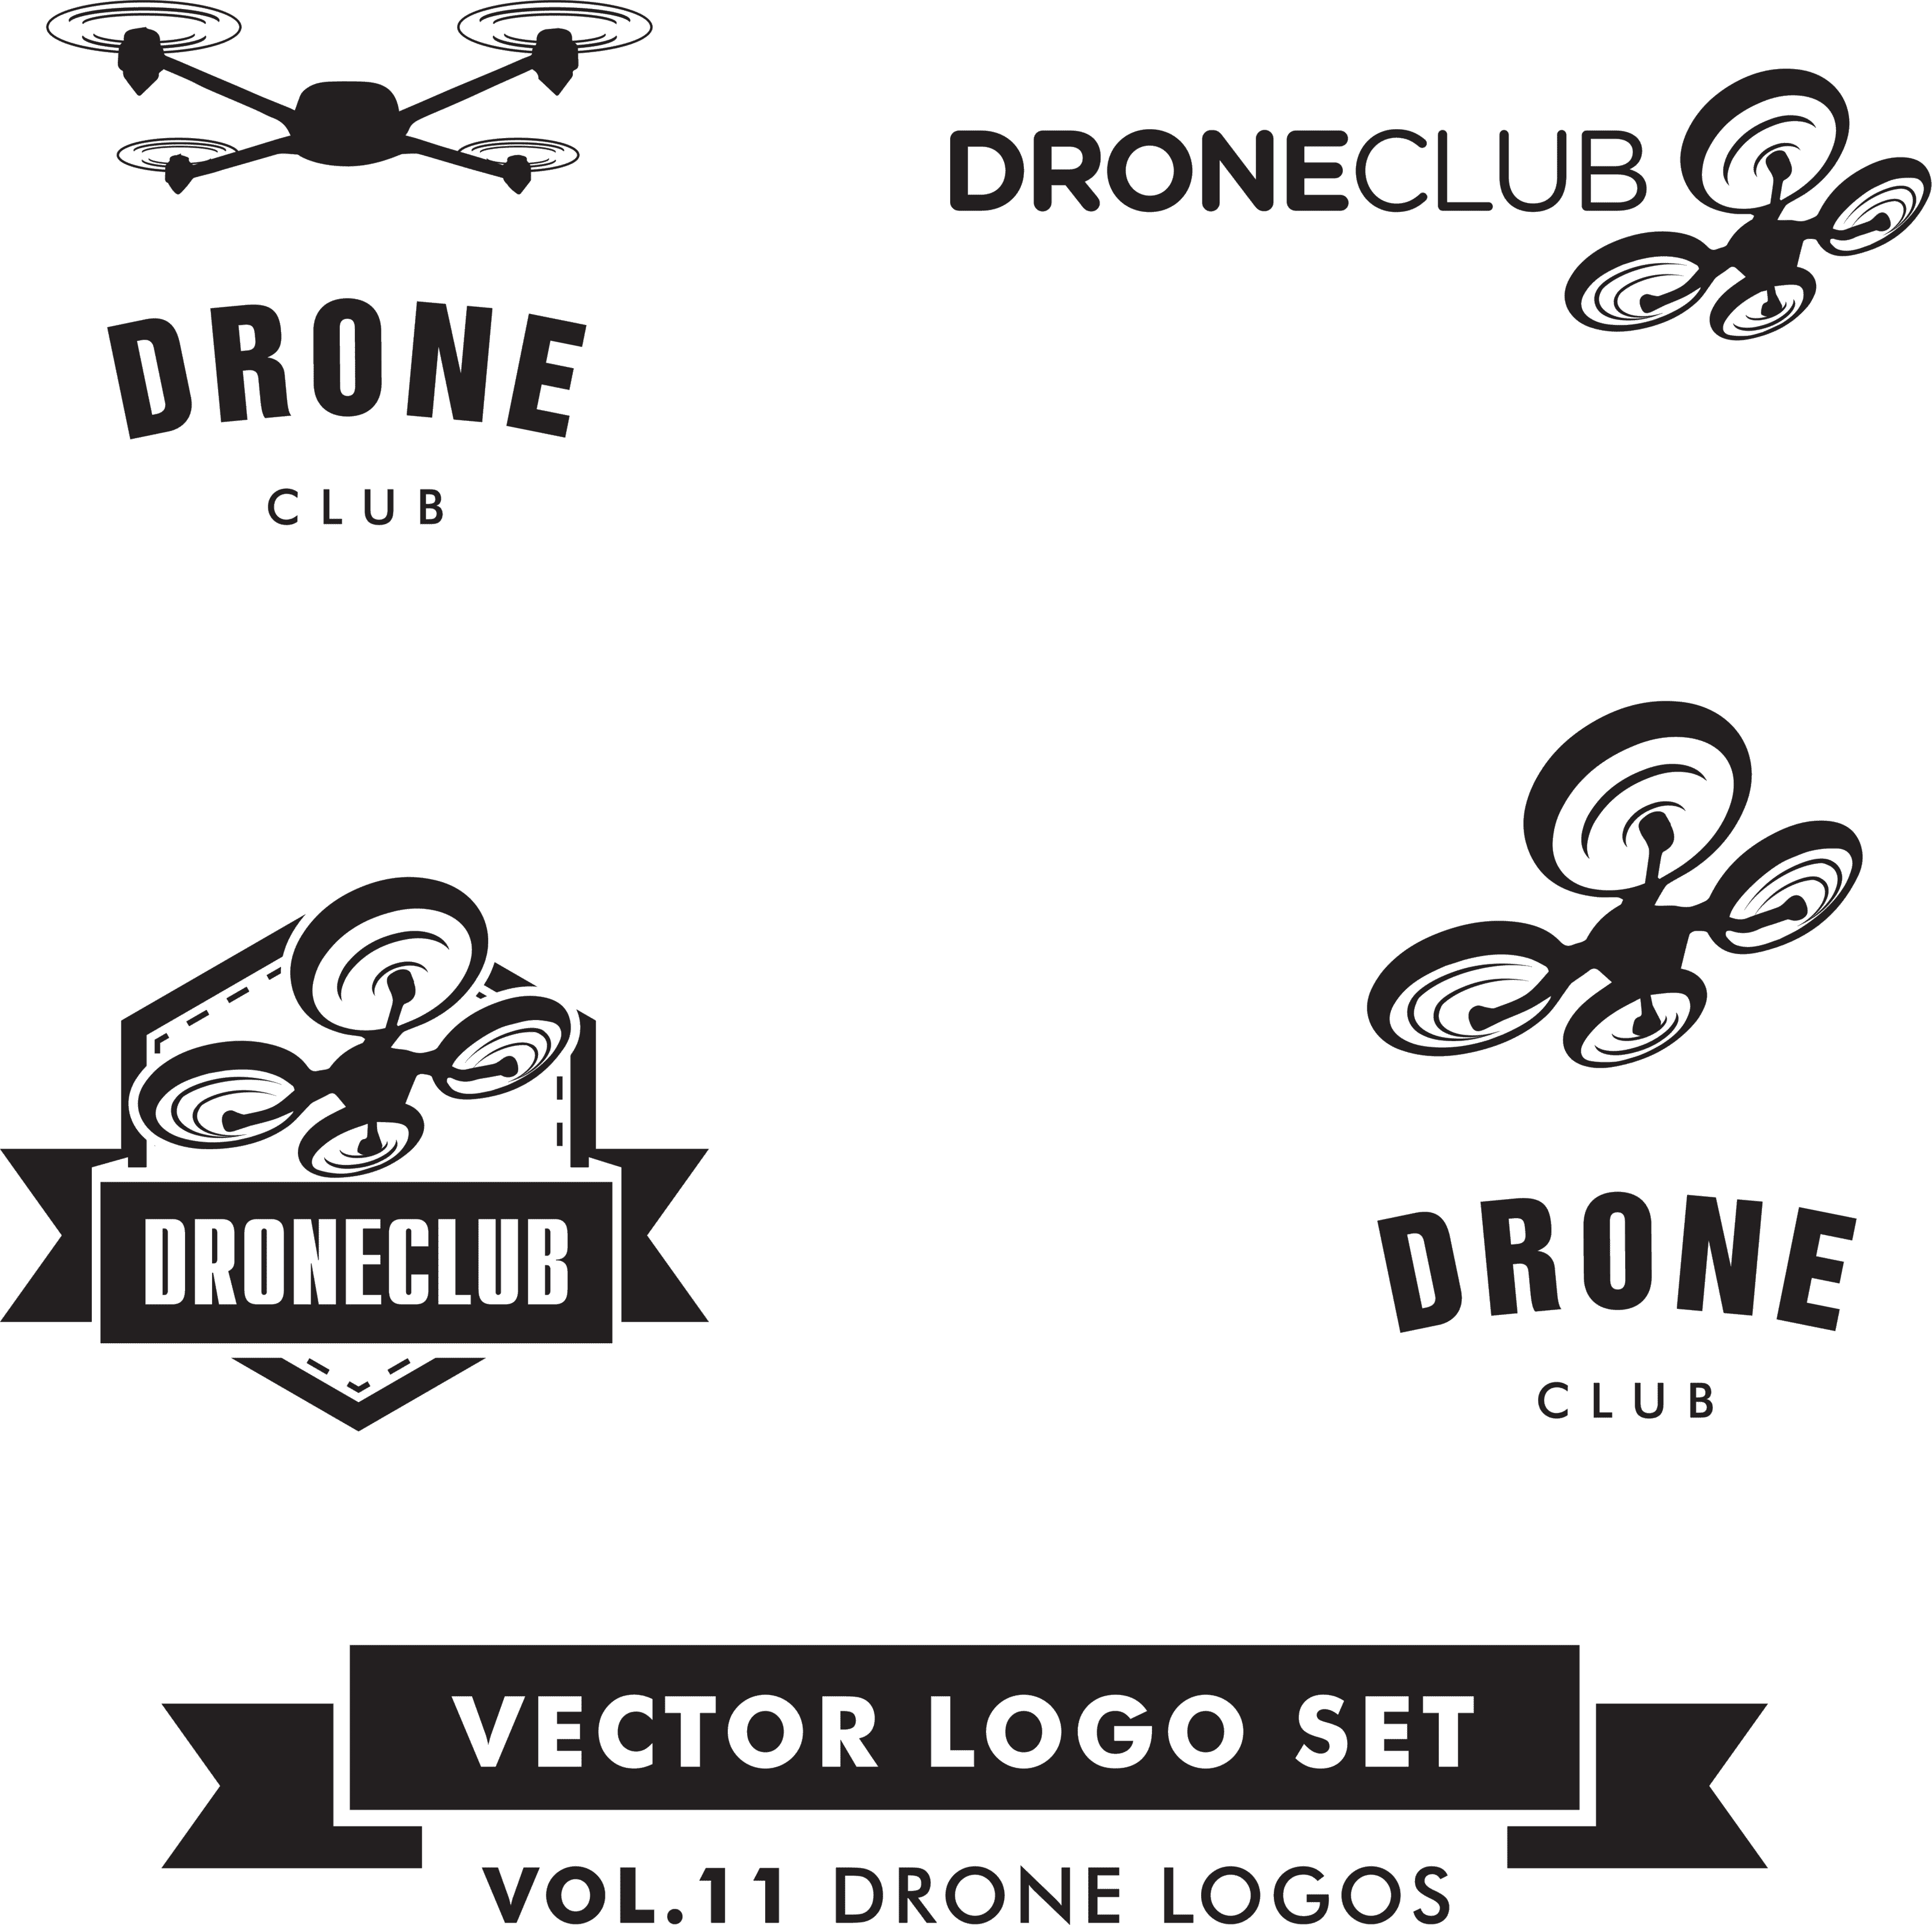 DRONECLUB
DRONE
CLUB
DRONECLUB
DRONE
CLUB
VECTOR LOGO SET
VOL.11 DRONE LOGOS